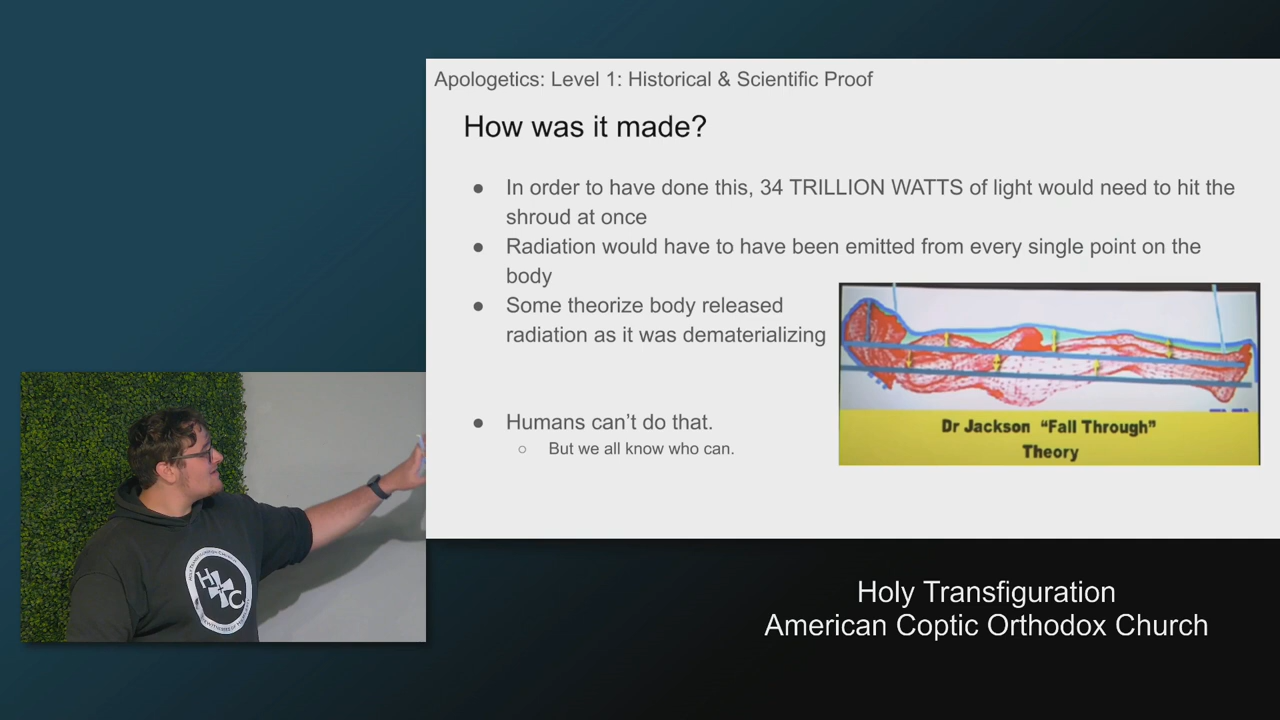 Apologetics: Level 1: Historical & Scientific Proof
How was it made?
● In order to have done this, 34 TRILLION WATTS of light would need to hit the
shroud at once
● Radiation would have to have been emitted from every single point on the
body
● Some theorize body released
radiation as it was dematerializing
● Humans can't do that.
○ But we all know who can.
Dr Jackson "Fall Through"
Theory
H T
C
Holy Transfiguration
American Coptic Orthodox Church